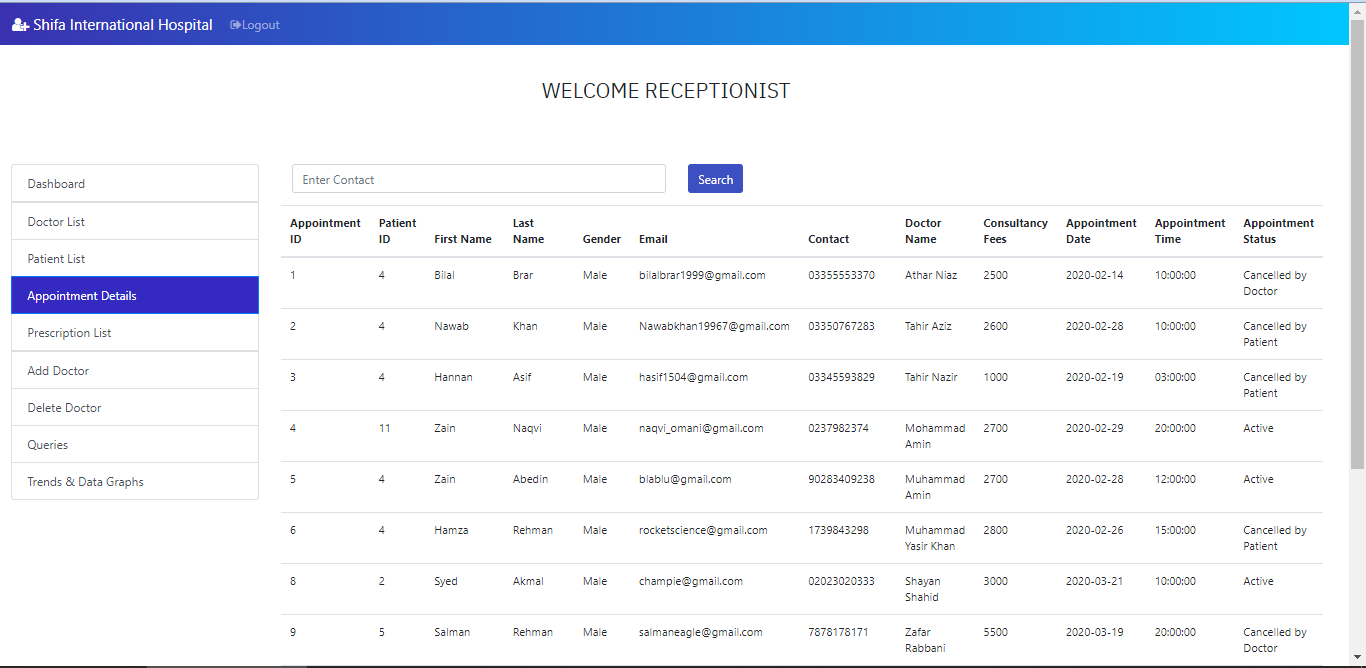 Shifa International Hospital Logout
WELCOME RECEPTIONIST
Dashboard
Doctor List
Patient List
Appointment Details
Prescription List
Add Doctor
Delete Doctor
Queries
Trends & Data Graphs
Enter Contact Search
Appointment ID Patient ID First Name Last Name Gender Email Contact Doctor Name Consultancy Fees Appointment Date Appointment Time Appointment Status
1 4 Bilal Brar Male bilalbrar1999@gmail.com 03355553370 Athar Niaz 2500 2020-02-14 10:00:00 Cancelled by Doctor
2 4 Nawab Khan Male Nawabkhan19967@gmail.com 03350767283 Tahir Aziz 2600 2020-02-28 10:00:00 Cancelled by Patient
3 4 Hannan Asif Male hasif1504@gmail.com 03345593829 Tahir Nazir 1000 2020-02-19 03:00:00 Cancelled by Patient
4 11 Zain Naqvi Male naqvi_omani@gmail.com 0237982374 Mohammad Amin 2700 2020-02-29 20:00:00 Active
5 4 Zain Abedin Male blablu@gmail.com 90283409238 Muhammad Amin 2700 2020-02-28 12:00:00 Active
6 4 Hamza Rehman Male rocketscience@gmail.com 1739843298 Muhammad Yasir Khan 2800 2020-02-26 15:00:00 Cancelled by Patient
8 2 Syed Akmal Male champie@gmail.com 02023020333 Shayan Shahid 3000 2020-03-21 10:00:00 Active
9 5 Salman Rehman Male salmaneagle@gmail.com 7878178171 Zafar Rabbani 5500 2020-03-19 20:00:00 Cancelled by Doctor